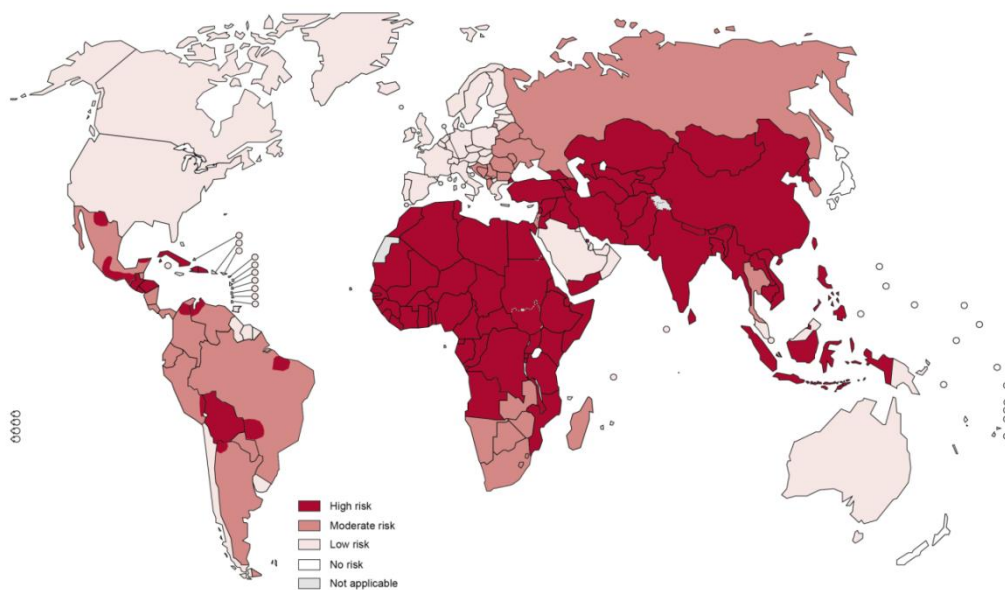 High risk
Moderate risk
Low risk
No risk
Not applicable